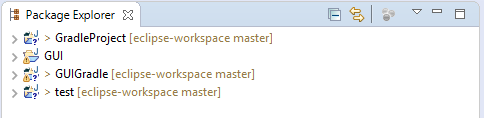 Package Explorer
> GradleProject [eclipse-workspace master]
GUI
> GUIGradle [eclipse-workspace master]
> test [eclipse-workspace master]